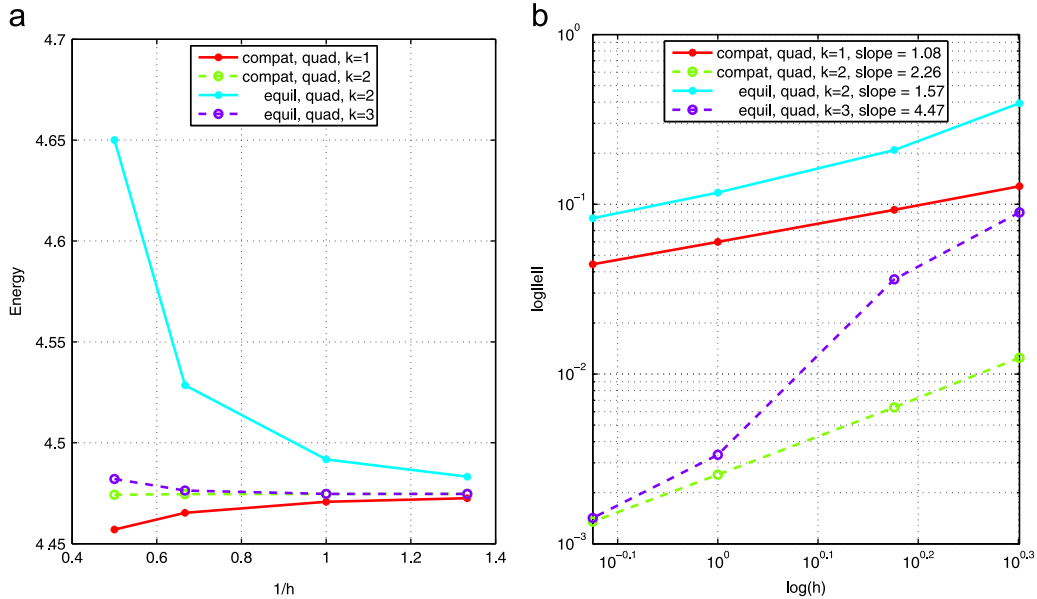 a
4.7
4.65
4.6
4.55
4.5
4.45
0.4
0.6
0.8
1
1.2
1.4
1/h
Energy
compat, quad, k=1
compat, quad, k=2
equil, quad, k=2
equil, quad, k=3
b
10^0
10^-1
10^-2
10^-3
10^-0.1
10^0
10^0.1
10^0.2
10^0.3
log(h)
log||e||
compat, quad, k=1, slope = 1.08
compat, quad, k=2, slope = 2.26
equil, quad, k=2, slope = 1.57
equil, quad, k=3, slope = 4.47